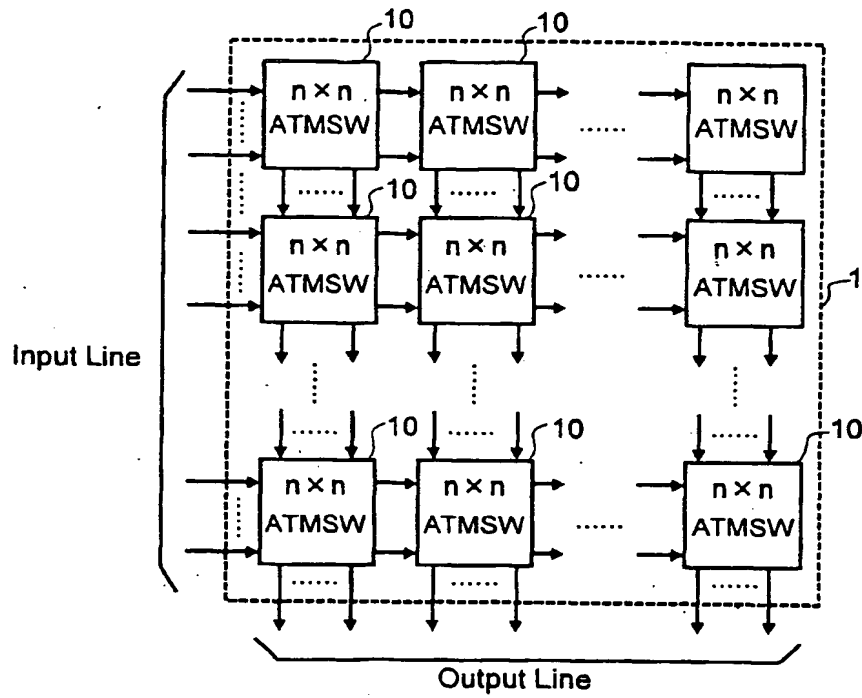 10 10
n×n n×n n×n
ATMSW ATMSW ATMSW
10 10
n×n n×n n×n
ATMSW ATMSW ATMSW
1
Input Line
10 10 10
n×n n×n n×n
ATMSW ATMSW ATMSW
Output Line